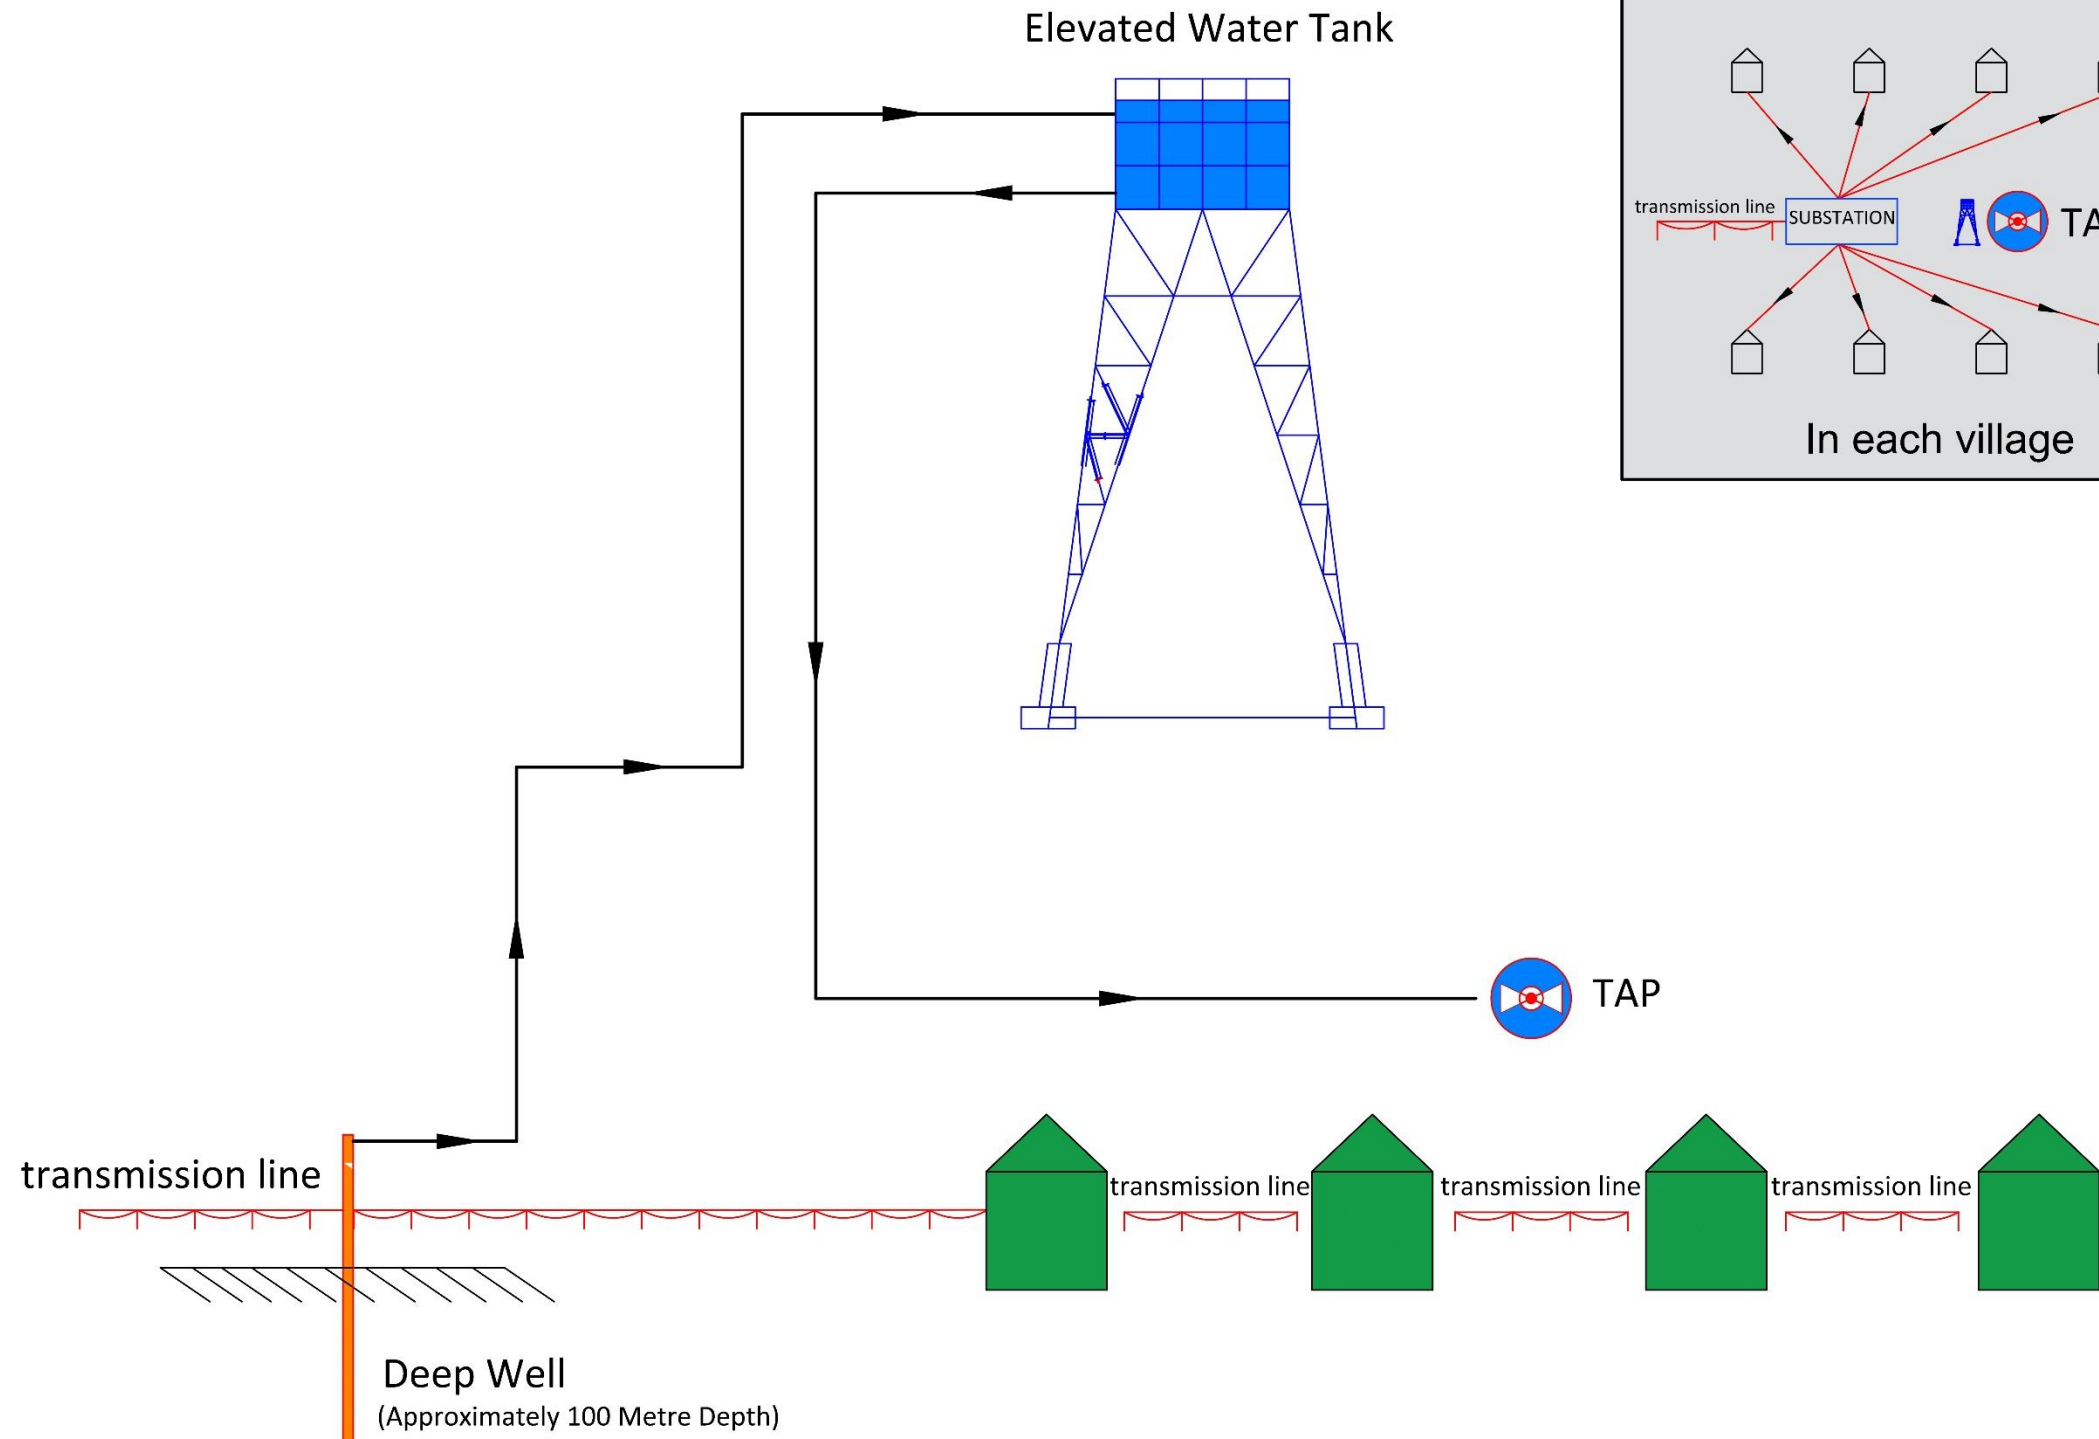 Elevated Water Tank
transmission line
SUBSTATION
In each village
TAP
transmission line
transmission line
transmission line
transmission line
Deep Well
(Approximately 100 Metre Depth)